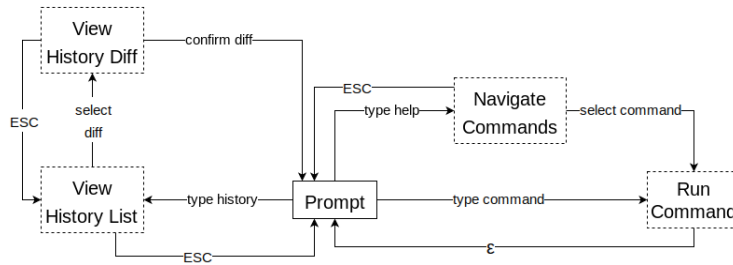 View
History Diff
confirm diff
ESC
select
diff
ESC
Navigate
Commands
type help
select command
View
History List
type history
Prompt
type command
Run
Command
ESC
ε